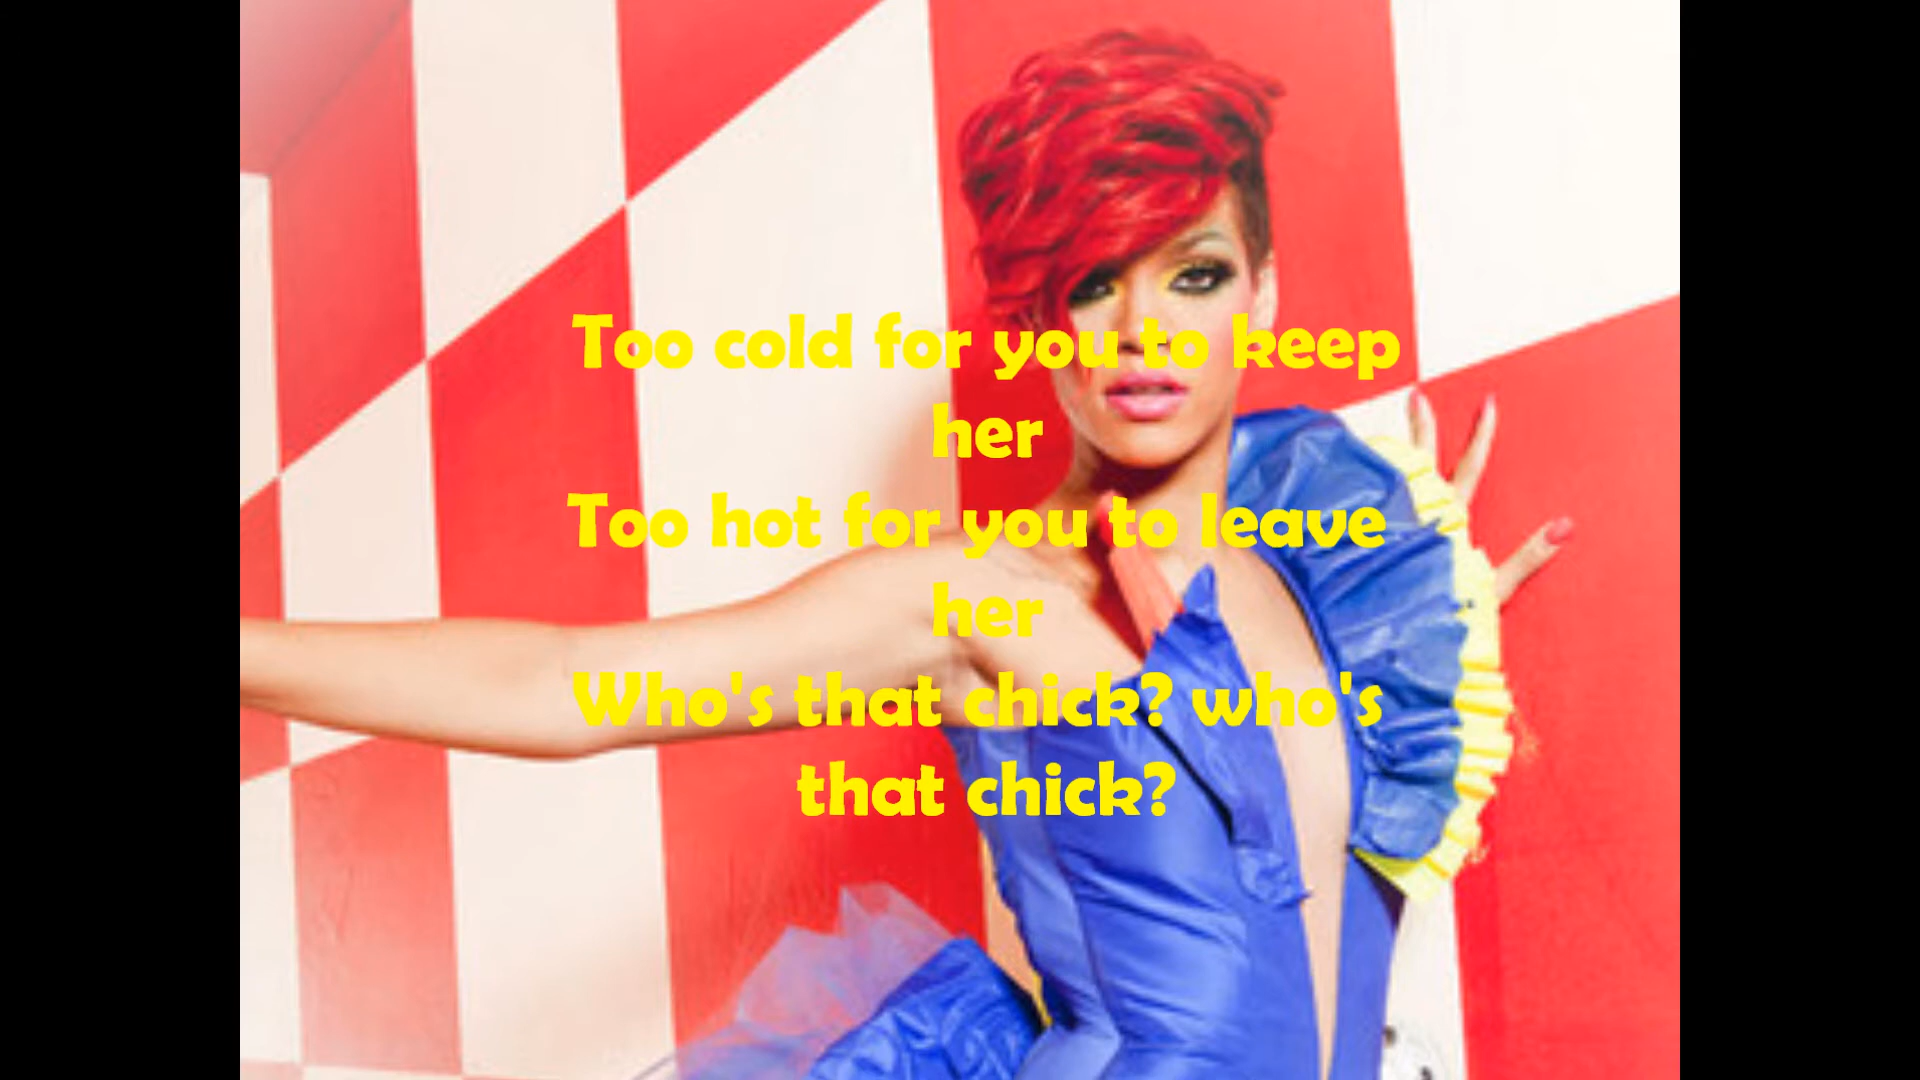 Too cold for you to keep
her
Too hot for you to leave
her
Who's that chick? who's
that chick?